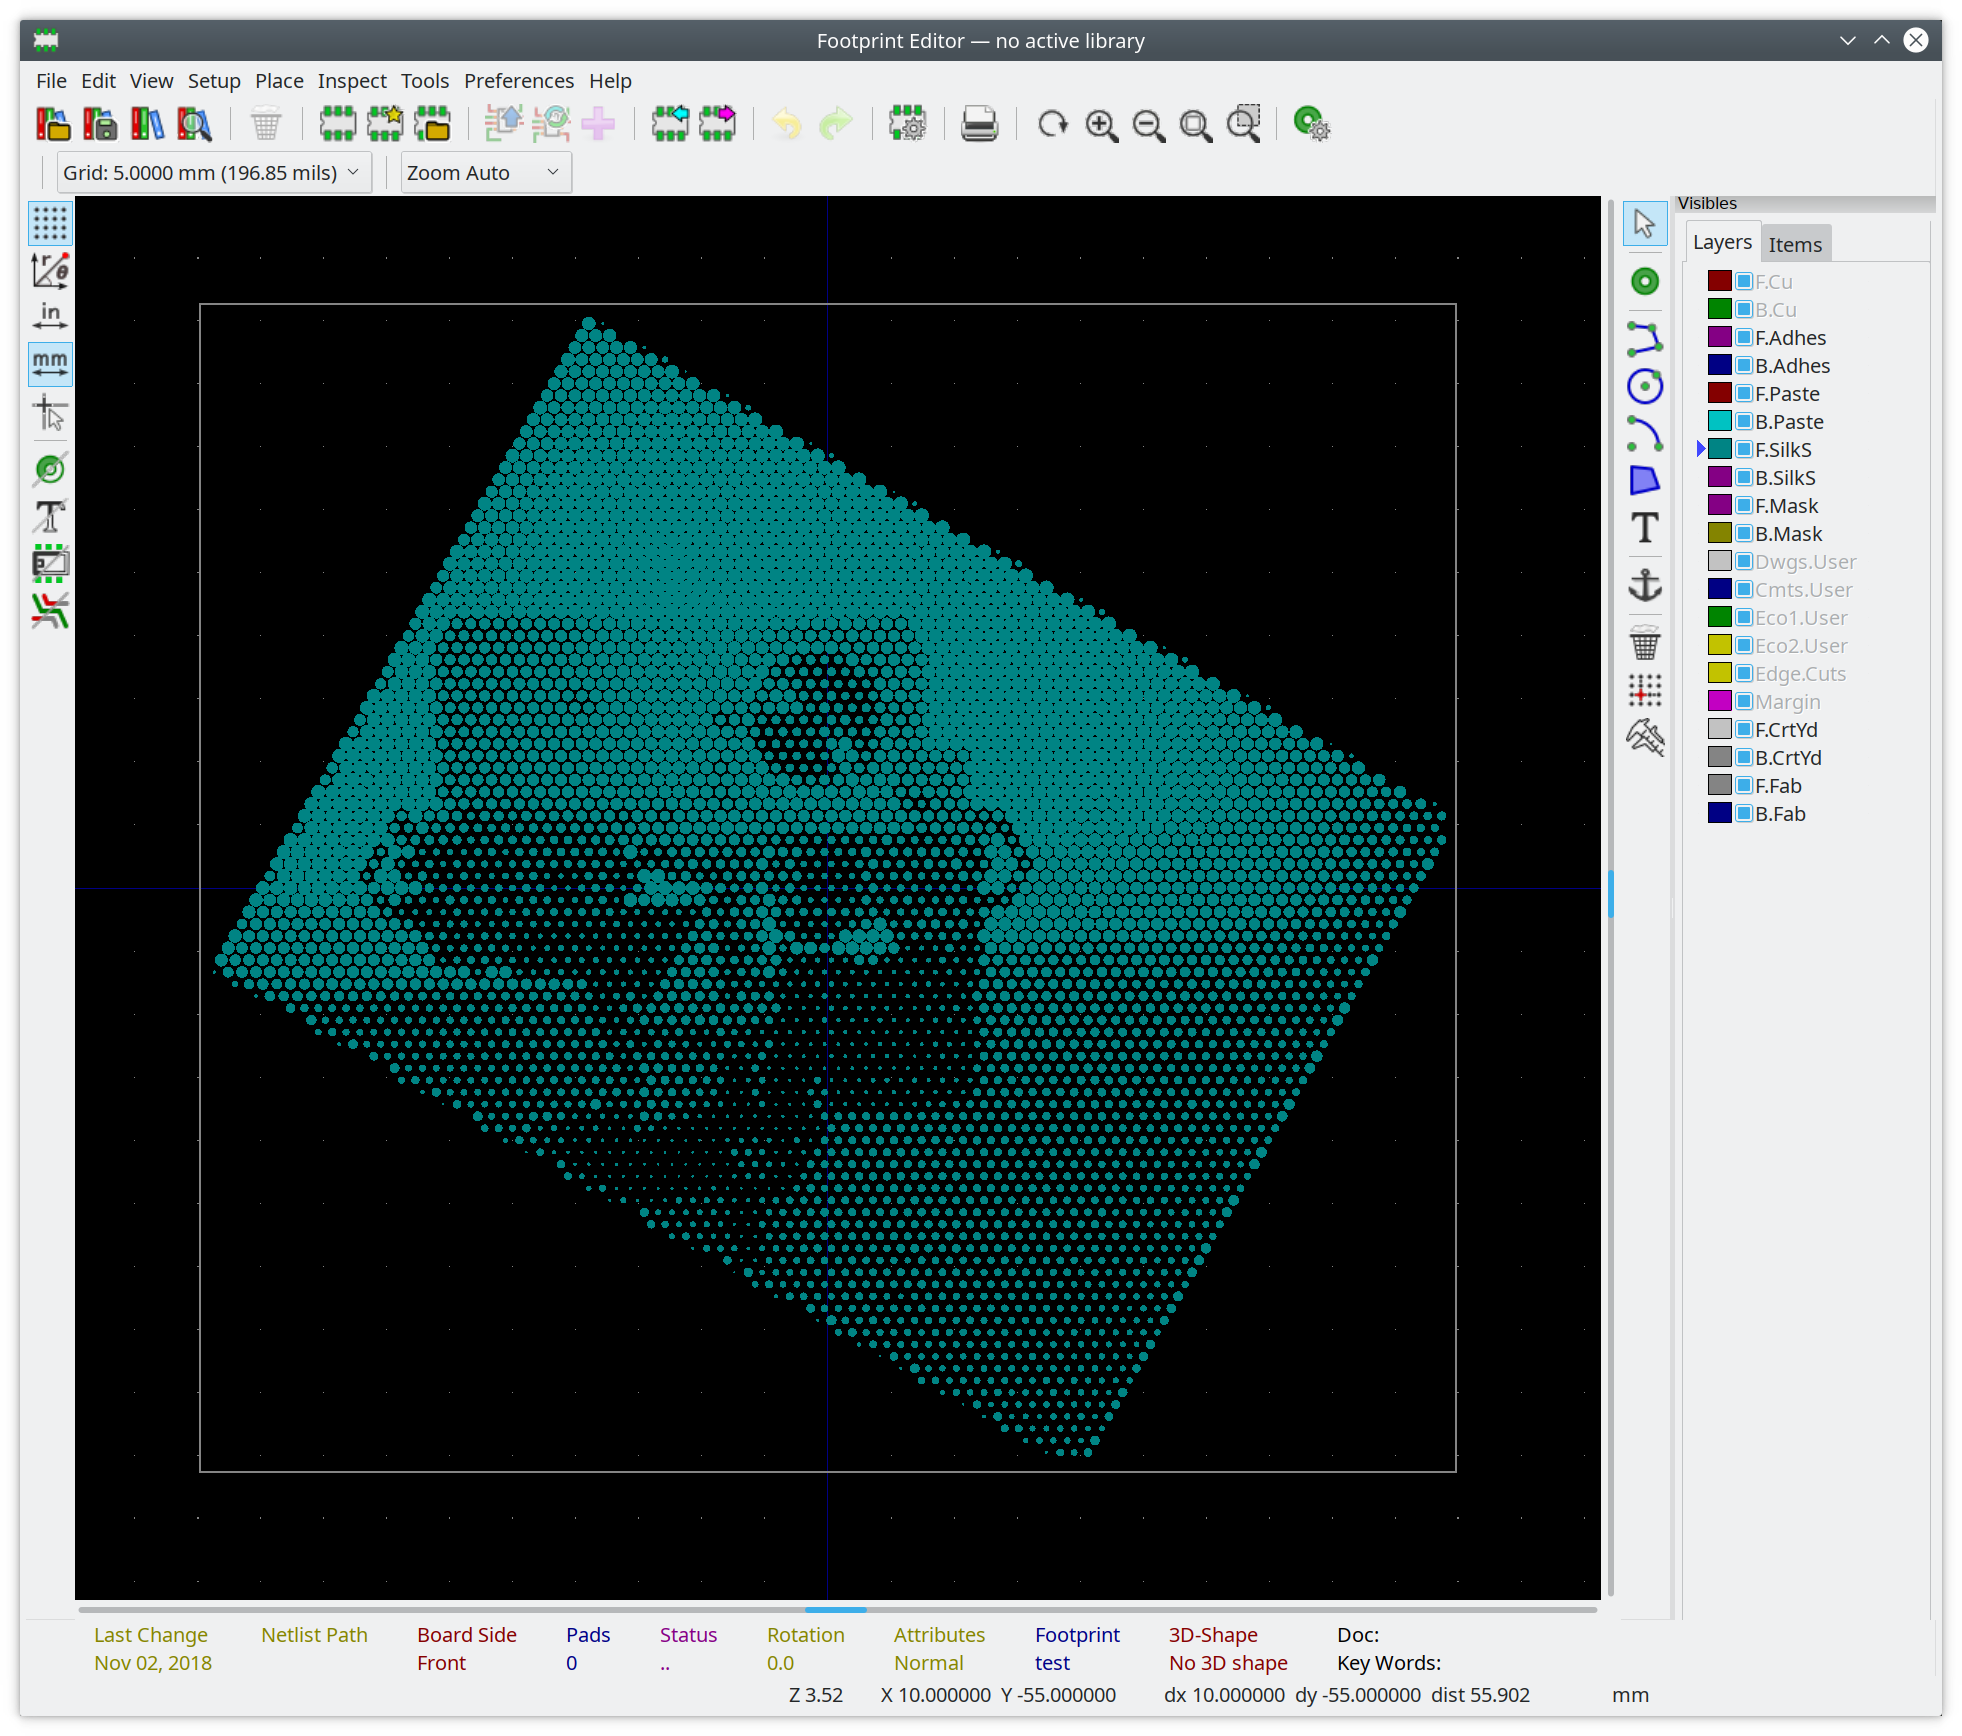 Footprint Editor — no active library
File Edit View Setup Place Inspect Tools Preferences Help
Grid: 5.0000 mm (196.85 mils) Zoom Auto
r θ
in
mm
T
T
Visibles
Layers Items
F.Cu
B.Cu
F.Adhes
B.Adhes
F.Paste
B.Paste
F.SilkS
B.SilkS
F.Mask
B.Mask
Dwgs.User
Cmts.User
Eco1.User
Eco2.User
Edge.Cuts
Margin
F.CrtYd
B.CrtYd
F.Fab
B.Fab
Last Change Netlist Path Board Side Pads Status Rotation Attributes Footprint 3D-Shape Doc:
Nov 02, 2018 Front 0 .. 0.0 Normal test No 3D shape Key Words:
Z 3.52 X 10.000000 Y -55.000000 dx 10.000000 dy -55.000000 dist 55.902 mm